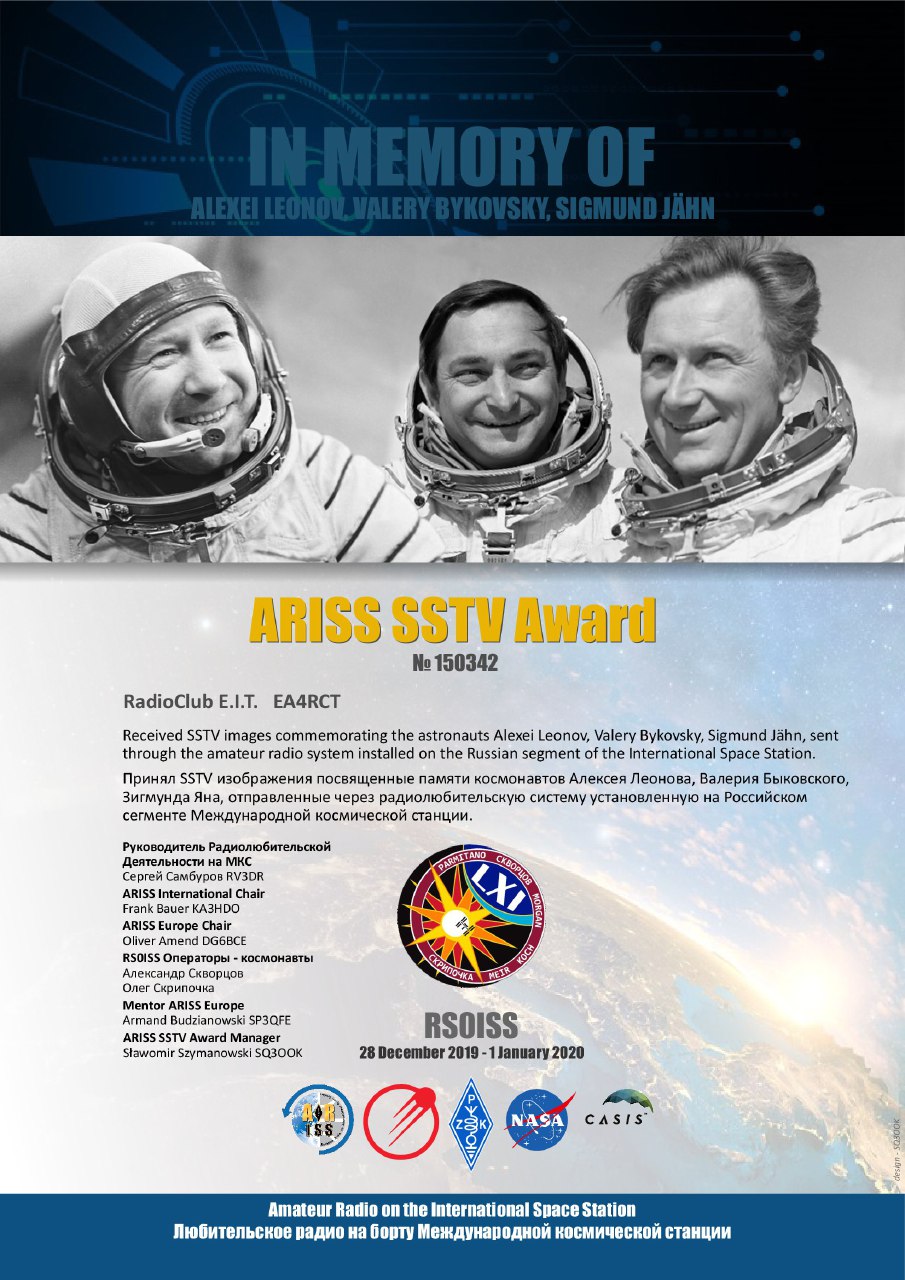 IN MEMORY OF
ALEXEI LEONOV, VALERY BYKOVSKY, SIGMUND JÄHN
ARISS SSTV Award
№ 150342
RadioClub E.I.T. EA4RCT
Received SSTV images commemorating the astronauts Alexei Leonov, Valery Bykovsky, Sigmund Jähn, sent
through the amateur radio system installed on the Russian segment of the International Space Station.
Принял SSTV изображения посвященные памяти космонавтов Алексея Леонова, Валерия Быковского,
Зигмунда Яна, отправленные через радиолюбительскую систему установленную на Российском
сегменте Международной космической станции.
Руководитель Радиолюбительской
Деятельности на МКС
Сергей Самбуров RV3DR
ARISS International Chair
Frank Bauer KA3HDO
ARISS Europe Chair
Oliver Amend DG6BCE
RS0ISS Операторы - космонавты
Александр Скворцов
Олег Скрипочка
Mentor ARISS Europe
Armand Budzianowski SP3QFE
ARISS SSTV Award Manager
Sławomir Szymanowski SQ3OOK
PARMITANO СКВОРЦОВ MORGAN
LXI
СКРИПОЧКА MEIR KOCH
RS0ISS
28 December 2019 - 1 January 2020
ARISS
PZK
NASA
CASIS
design - SQ3OOK
Amateur Radio on the International Space Station
Любительское радио на борту Международной космической станции